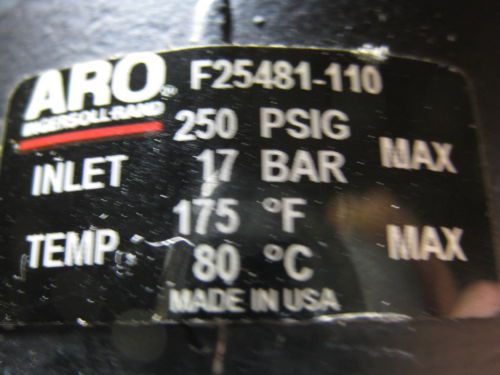 ARO® F25481-110
INGERSOLL-RAND
250 PSIG
INLET 17 BAR MAX
175 °F
TEMP 80 °C MAX
MADE IN USA